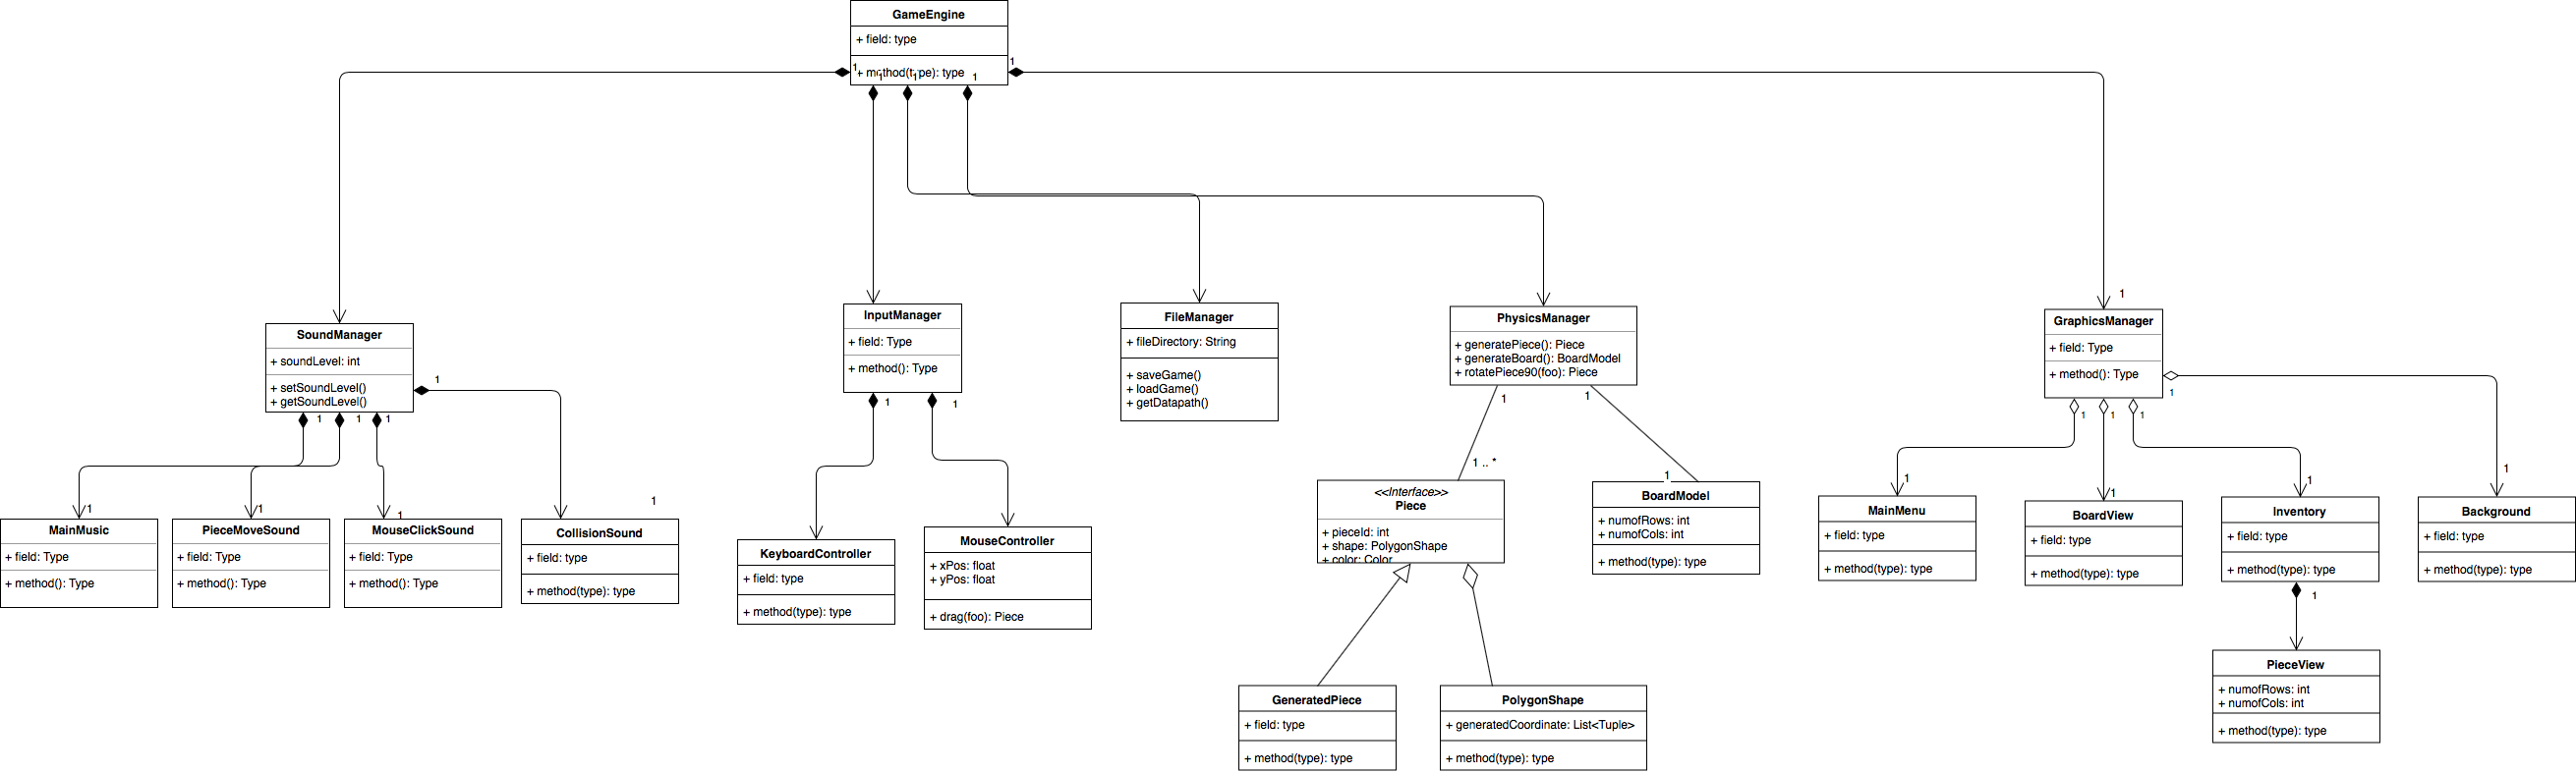 GameEngine
+ field: type
+ method(type): type
1
1
1
1
1
SoundManager
+ soundLevel: int
+ setSoundLevel()
+ getSoundLevel()
1
1
1
1
InputManager
+ field: Type
+ method(): Type
1
1
FileManager
+ fileDirectory: String
+ saveGame()
+ loadGame()
+ getDatapath()
PhysicsManager
+ generatePiece(): Piece
+ generateBoard(): BoardModel
+ rotatePiece90(foo): Piece
1
1
1 .. *
1
1
GraphicsManager
+ field: Type
+ method(): Type
1
1
1
1
1
1
1
1
MainMusic
+ field: Type
+ method(): Type
1
PieceMoveSound
+ field: Type
+ method(): Type
1
MouseClickSound
+ field: Type
+ method(): Type
1
CollisionSound
+ field: type
+ method(type): type
1
KeyboardController
+ field: type
+ method(type): type
MouseController
+ xPos: float
+ yPos: float
+ drag(foo): Piece
<<Interface>>
Piece
+ pieceId: int
+ shape: PolygonShape
+ color: Color
BoardModel
+ numofRows: int
+ numofCols: int
+ method(type): type
MainMenu
+ field: type
+ method(type): type
BoardView
+ field: type
+ method(type): type
Inventory
+ field: type
+ method(type): type
1
Background
+ field: type
+ method(type): type
GeneratedPiece
+ field: type
+ method(type): type
PolygonShape
+ generatedCoordinate: List<Tuple>
+ method(type): type
PieceView
+ numofRows: int
+ numofCols: int
+ method(type): type